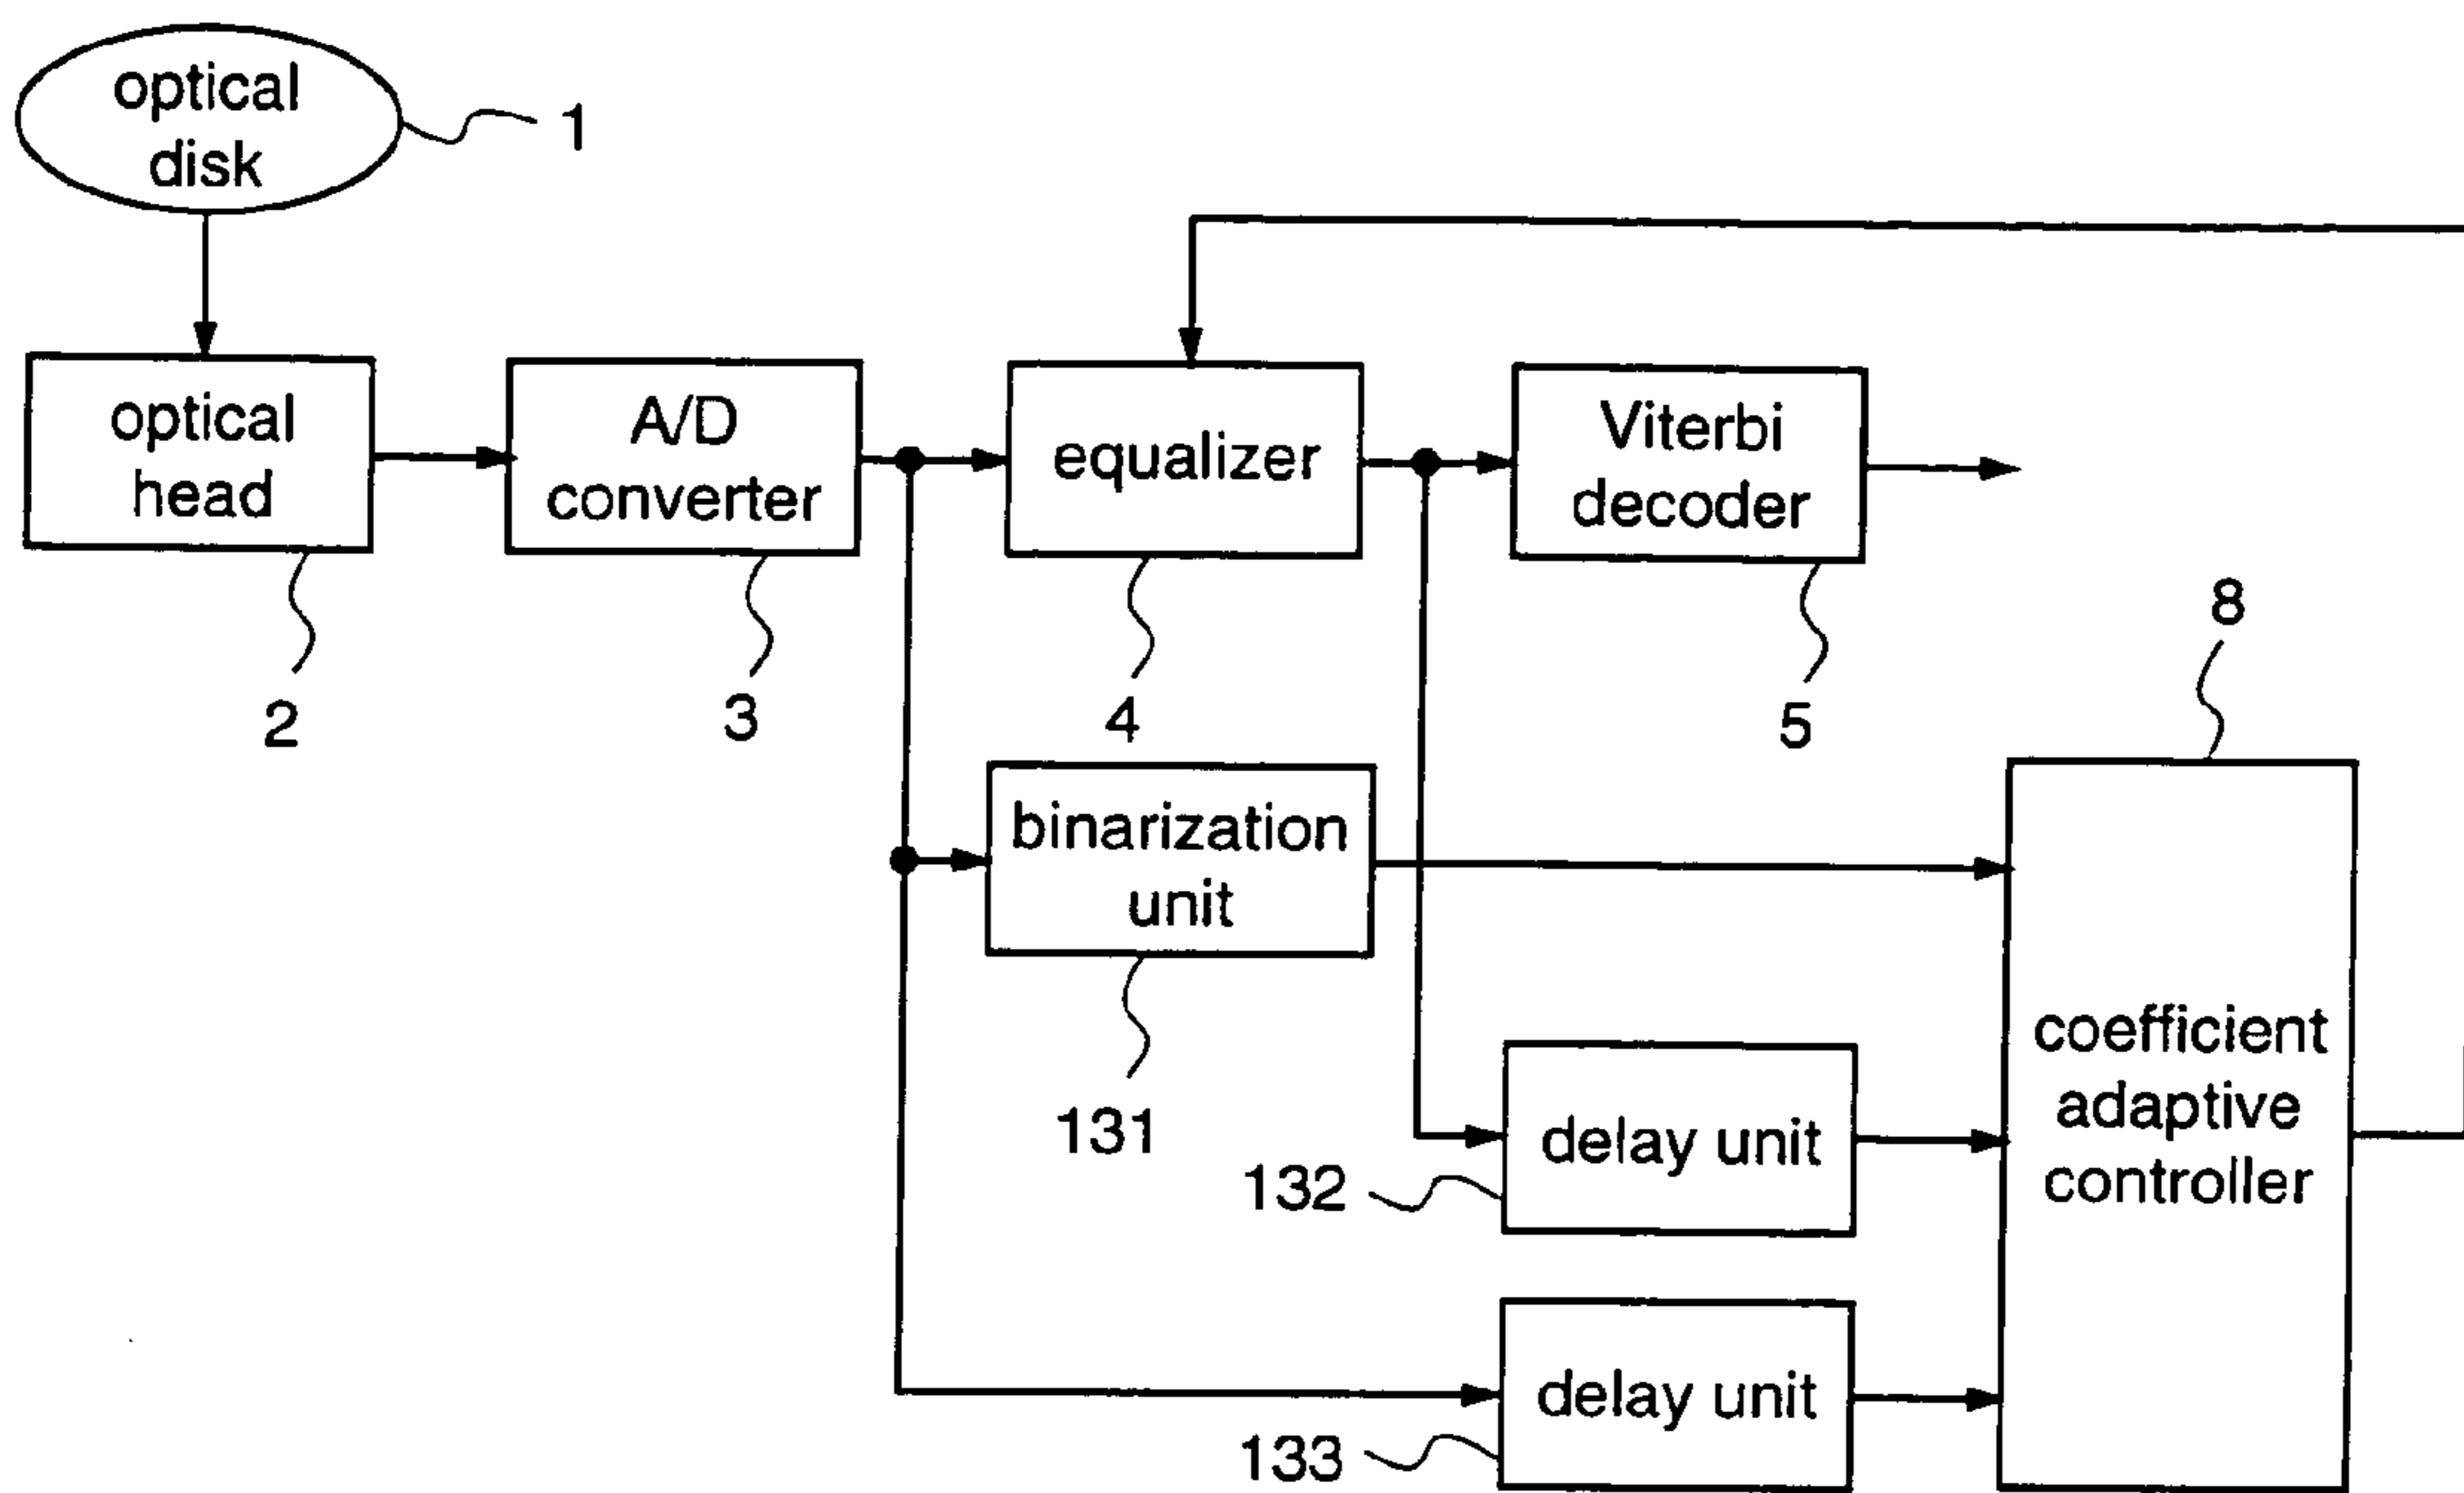 optical
disk
1
optical
head
2
A/D
converter
3
equalizer
4
Viterbi
decoder
5
8
binarization
unit
131
delay unit
132
delay unit
133
coefficient
adaptive
controller